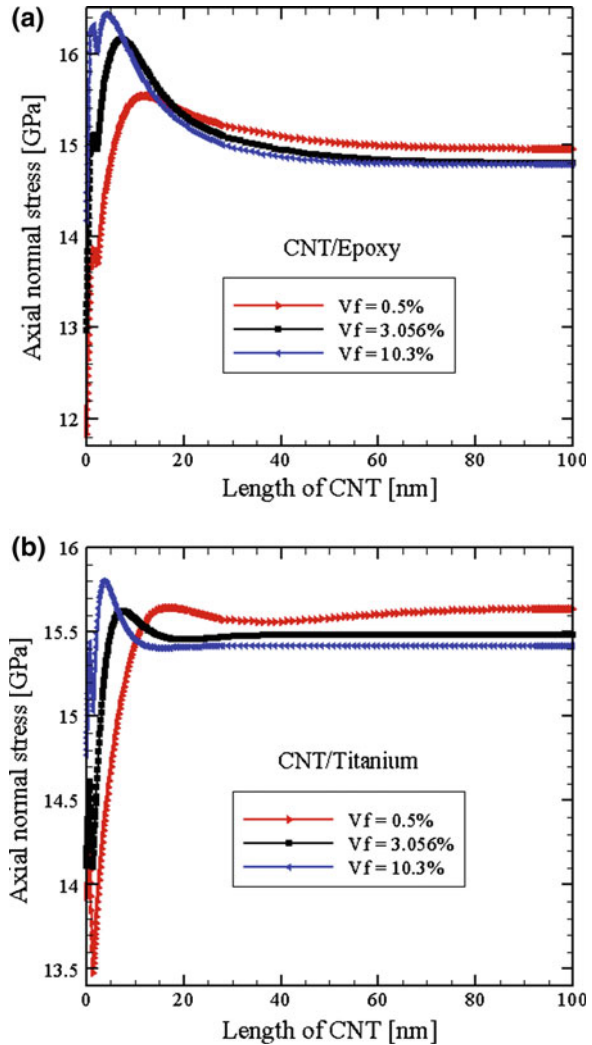 (a)
Axial normal stress [GPa]
16
15
14
13
12
CNT/Epoxy
Vf = 0.5%
Vf = 3.056%
Vf = 10.3%
0 20 40 60 80 100
Length of CNT [nm]
(b)
Axial normal stress [GPa]
16
15.5
15
14.5
14
13.5
CNT/Titanium
Vf = 0.5%
Vf = 3.056%
Vf = 10.3%
0 20 40 60 80 100
Length of CNT [nm]